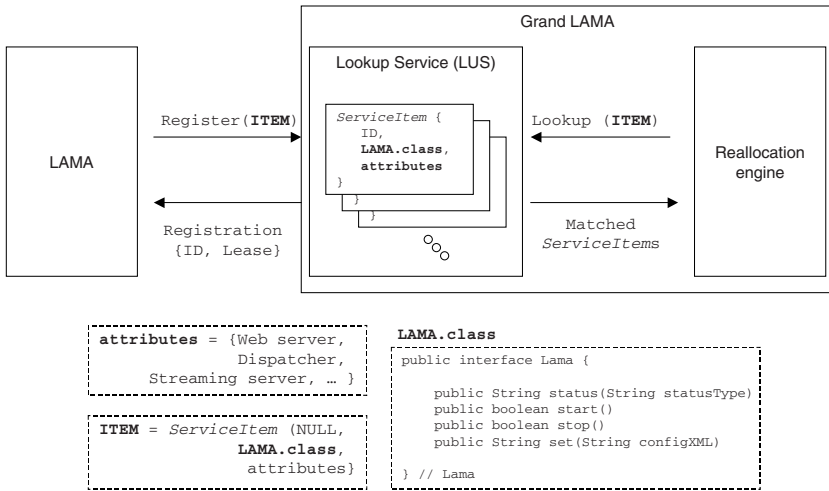 Grand LAMA
Lookup Service (LUS)
LAMA
Register(ITEM)
Registration
{ID, Lease}
ServiceItem {
ID,
LAMA.class,
attributes
}
}
}
Lookup (ITEM)
Matched
ServiceItems
Reallocation
engine
attributes = {Web server,
Dispatcher,
Streaming server, … }
ITEM = ServiceItem (NULL,
LAMA.class,
attributes}
LAMA.class
public interface Lama {
public String status(String statusType)
public boolean start()
public boolean stop()
public String set(String configXML)
} // Lama